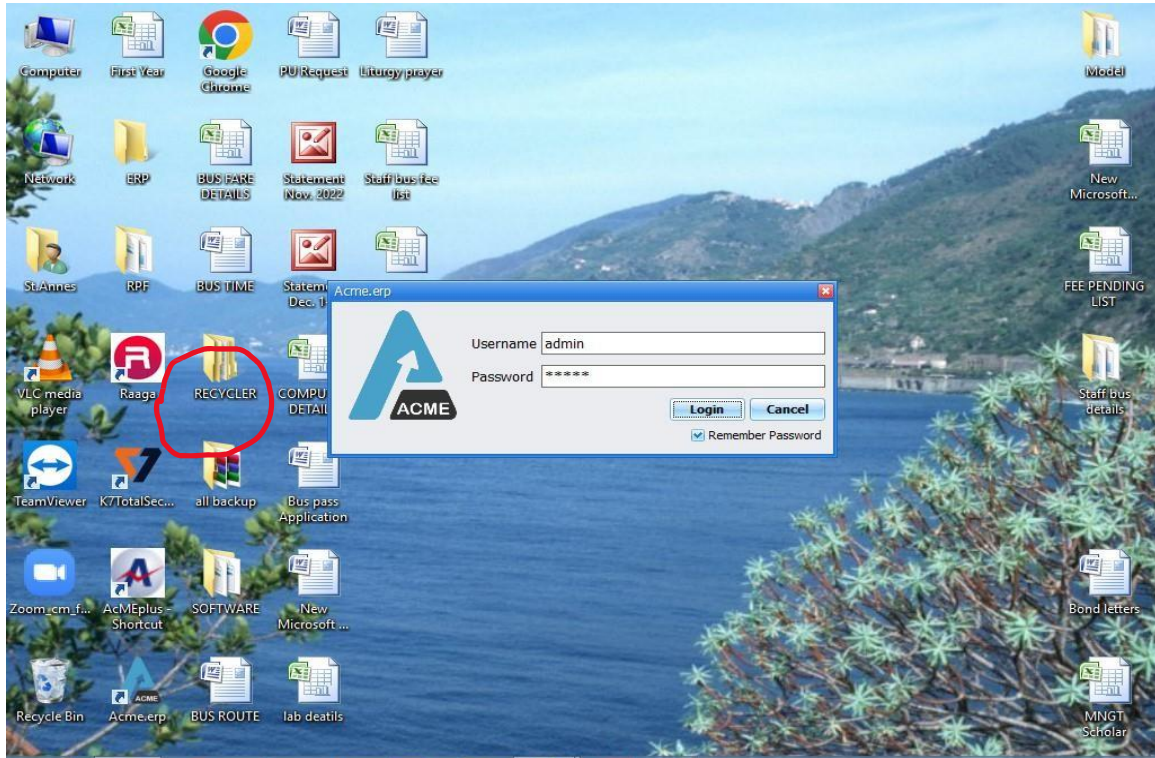 Computer
First Year
Google
Chrome
PU Request
Liturgy prayer
Model
Network
ERP
BUS FARE
DETAILS
Statement
Nov. 2022
Staff bus fee
list
New
Microsoft...
St.Annes
RPF
BUS TIME
Dec.
FEE PENDING
LIST
Acme.erp
Username
admin
Password
*****
ACME
Login
Cancel
Remember Password
VLC media
player
Raaga
RECYCLER
Staff bus
details
TeamViewer
K7TotalSec...
all backup
Bus pass
Application
Zoom_cm_f...
AcMEplus -
Shortcut
SOFTWARE
New
Microsoft ...
Bond letters
Recycle Bin
ACME
Acme.erp
BUS ROUTE
lab deatils
MNGT
Scholar